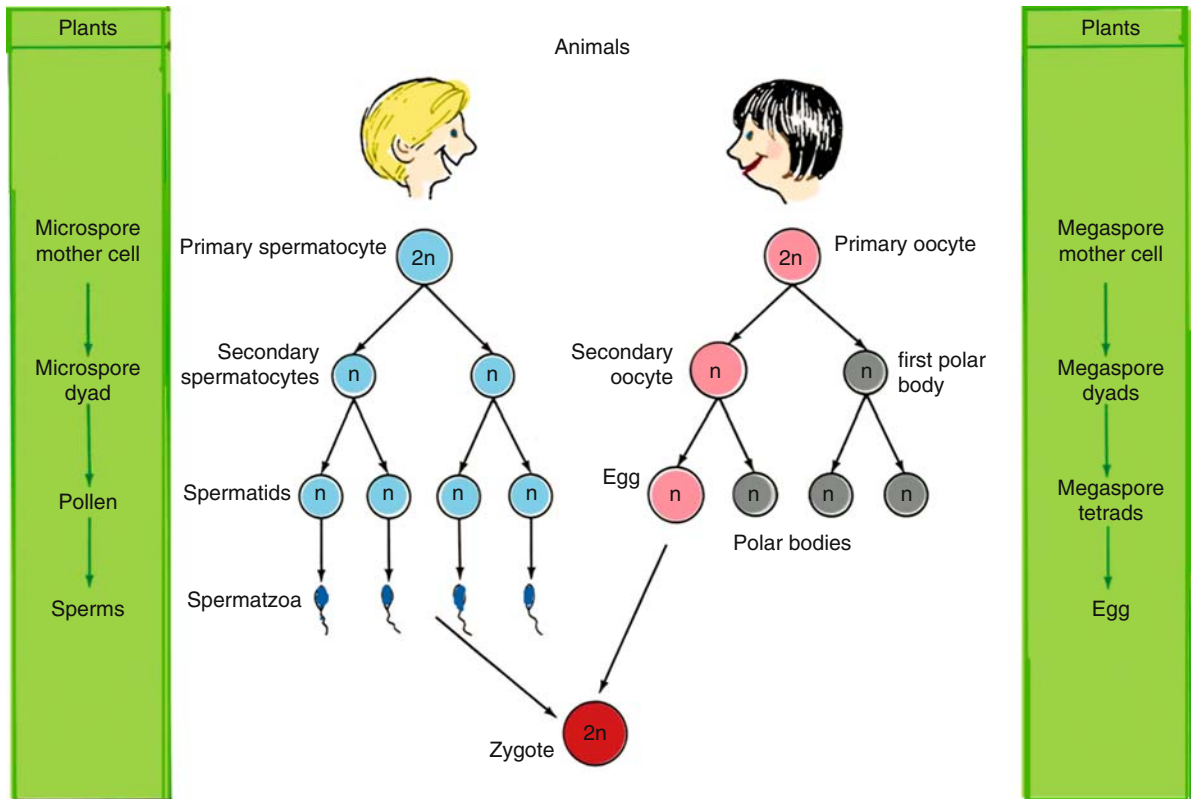 Plants
Microspore
mother cell
Microspore
dyad
Pollen
Sperms
Animals
Primary spermatocyte
2n
Secondary
spermatocytes
n
n
Spermatids
n
n
n
n
Spermatzoa
2n
Primary oocyte
Secondary
oocyte
n
n
first polar
body
Egg
n
n
n
n
Polar bodies
Zygote
2n
Plants
Megaspore
mother cell
Megaspore
dyads
Megaspore
tetrads
Egg